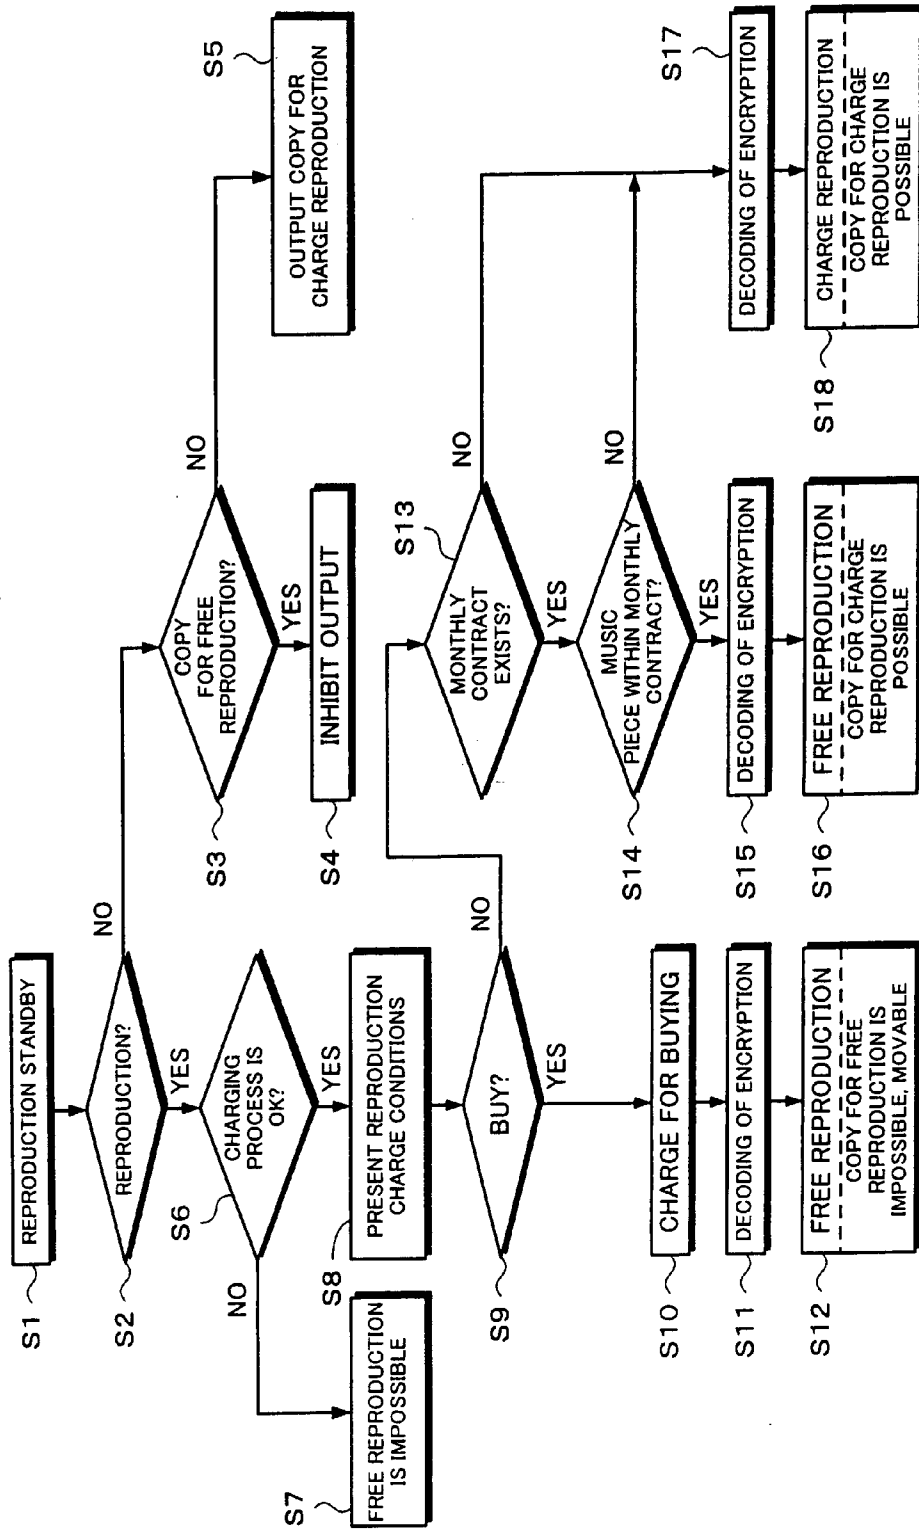 S1
REPRODUCTION STANDBY
S2
REPRODUCTION?
NO
YES
S3
COPY
FOR FREE
REPRODUCTION?
NO
YES
S4
INHIBIT OUTPUT
S5
OUTPUT COPY FOR
CHARGE REPRODUCTION
S6
CHARGING
PROCESS IS
OK?
NO
YES
S7
FREE REPRODUCTION
IS IMPOSSIBLE
S8
PRESENT REPRODUCTION
CHARGE CONDITIONS
S9
BUY?
NO
YES
S10
CHARGE FOR BUYING
S11
DECODING OF ENCRYPTION
S12
FREE REPRODUCTION
COPY FOR FREE
REPRODUCTION IS
IMPOSSIBLE, MOVABLE
S13
MONTHLY
CONTRACT
EXISTS?
NO
YES
S14
MUSIC
PIECE WITHIN MONTHLY
CONTRACT?
NO
YES
S15
DECODING OF ENCRYPTION
S16
FREE REPRODUCTION
COPY FOR CHARGE
REPRODUCTION IS
POSSIBLE
S17
DECODING OF ENCRYPTION
S18
CHARGE REPRODUCTION
COPY FOR CHARGE
REPRODUCTION IS
POSSIBLE